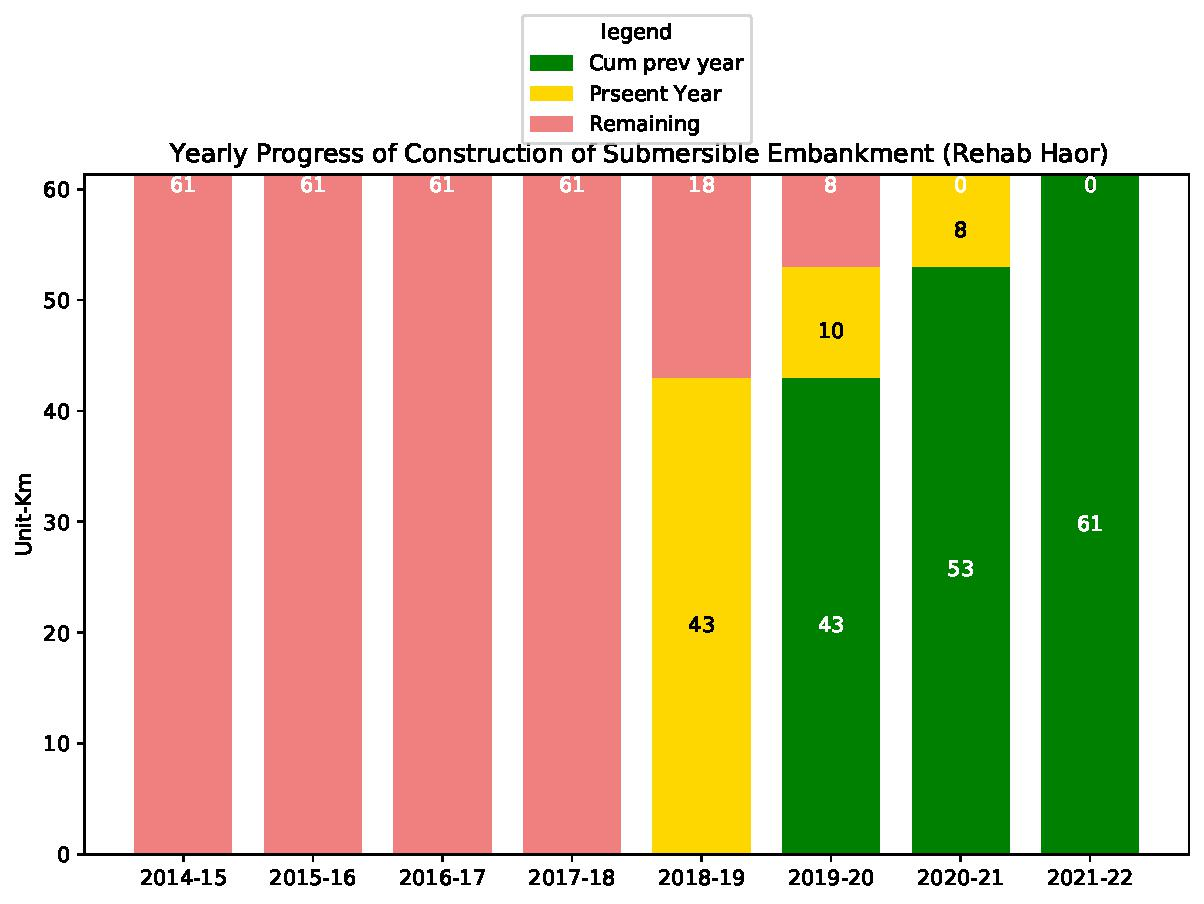 legend
Cum prev year
Prseent Year
Remaining
Yearly Progress of Construction of Submersible Embankment (Rehab Haor)
60 61 61 61 61 18 8 0 0
8
50
10
40
Unit-Km
30 61
53
20 43 43
10
0
2014-15 2015-16 2016-17 2017-18 2018-19 2019-20 2020-21 2021-22